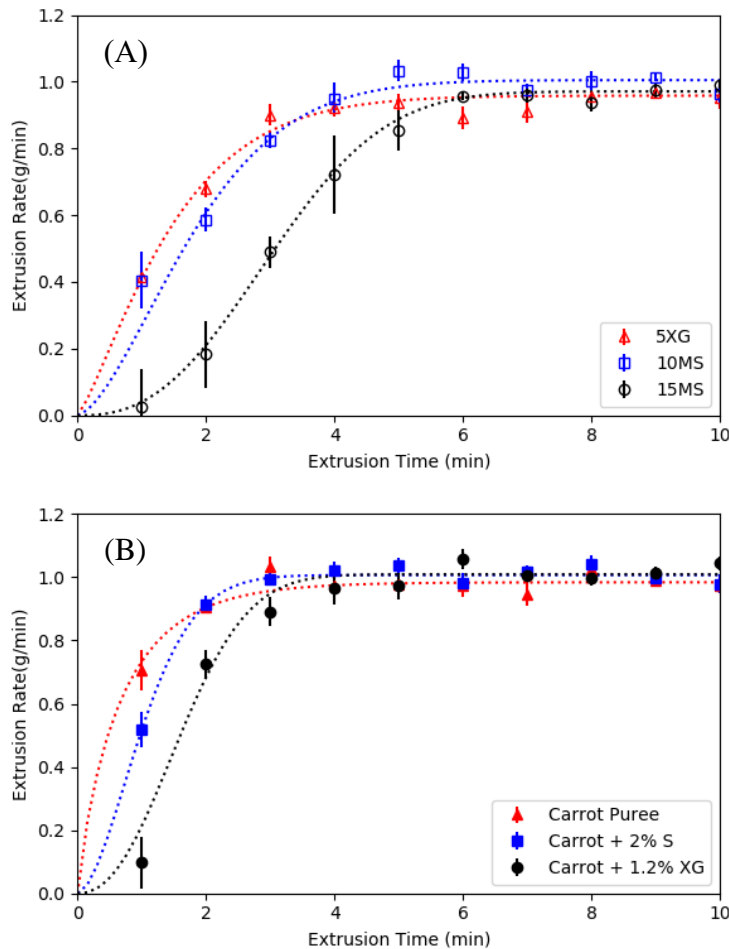 (A)
1.2
1.0
0.8
0.6
0.4
0.2
0.0
Extrusion Rate(g/min)
5XG
10MS
15MS
0 2 4 6 8 10
Extrusion Time (min)
(B)
1.2
1.0
0.8
0.6
0.4
0.2
0.0
Extrusion Rate(g/min)
Carrot Puree
Carrot + 2% S
Carrot + 1.2% XG
0 2 4 6 8 10
Extrusion Time (min)